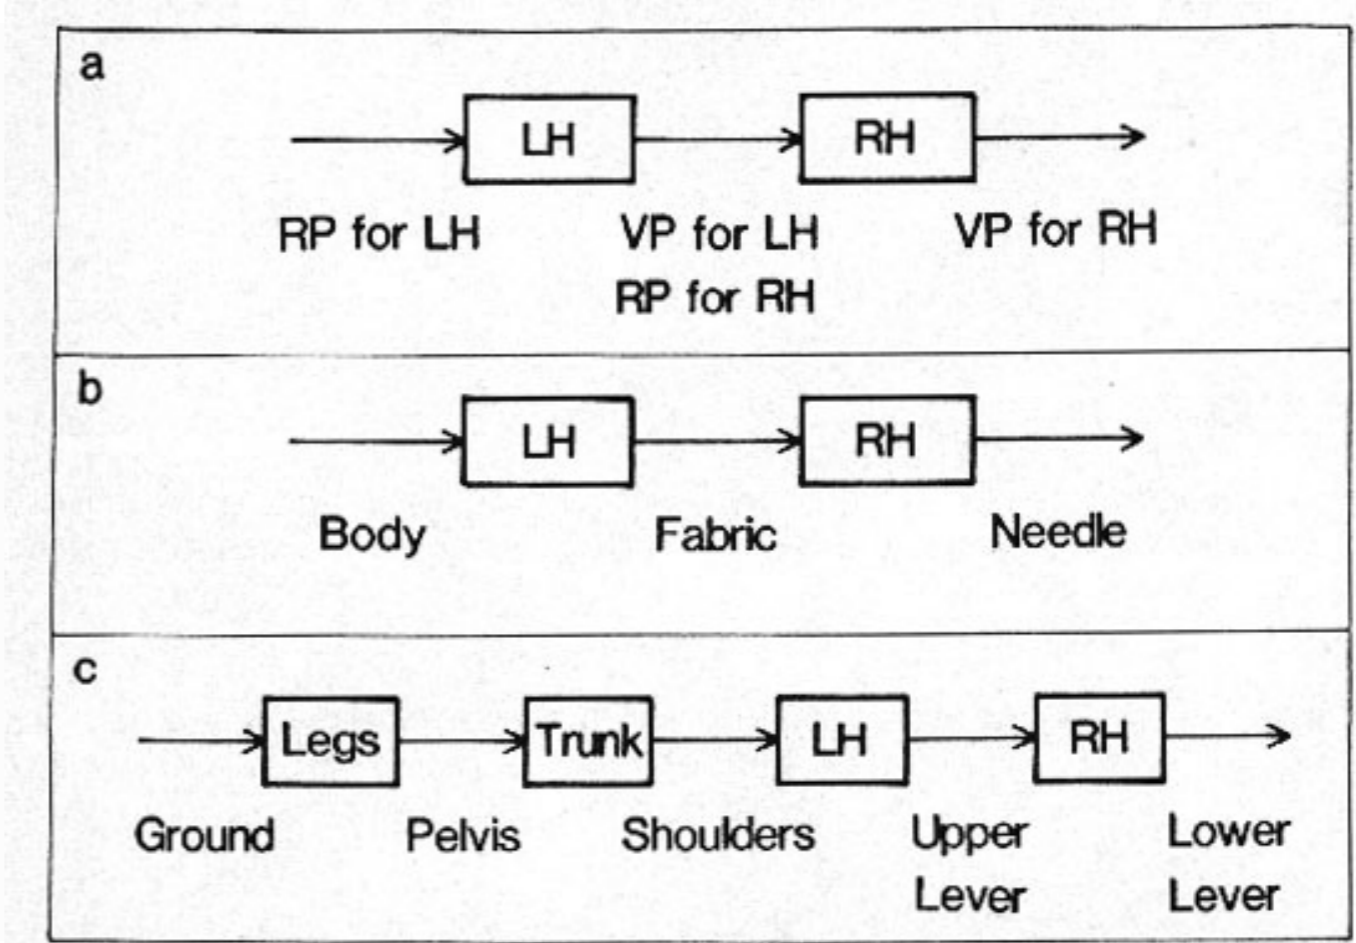 a
LH RH
RP for LH VP for LH VP for RH
RP for RH
b
LH RH
Body Fabric Needle
c
Legs Trunk LH RH
Ground Pelvis Shoulders Upper Lower
Lever Lever